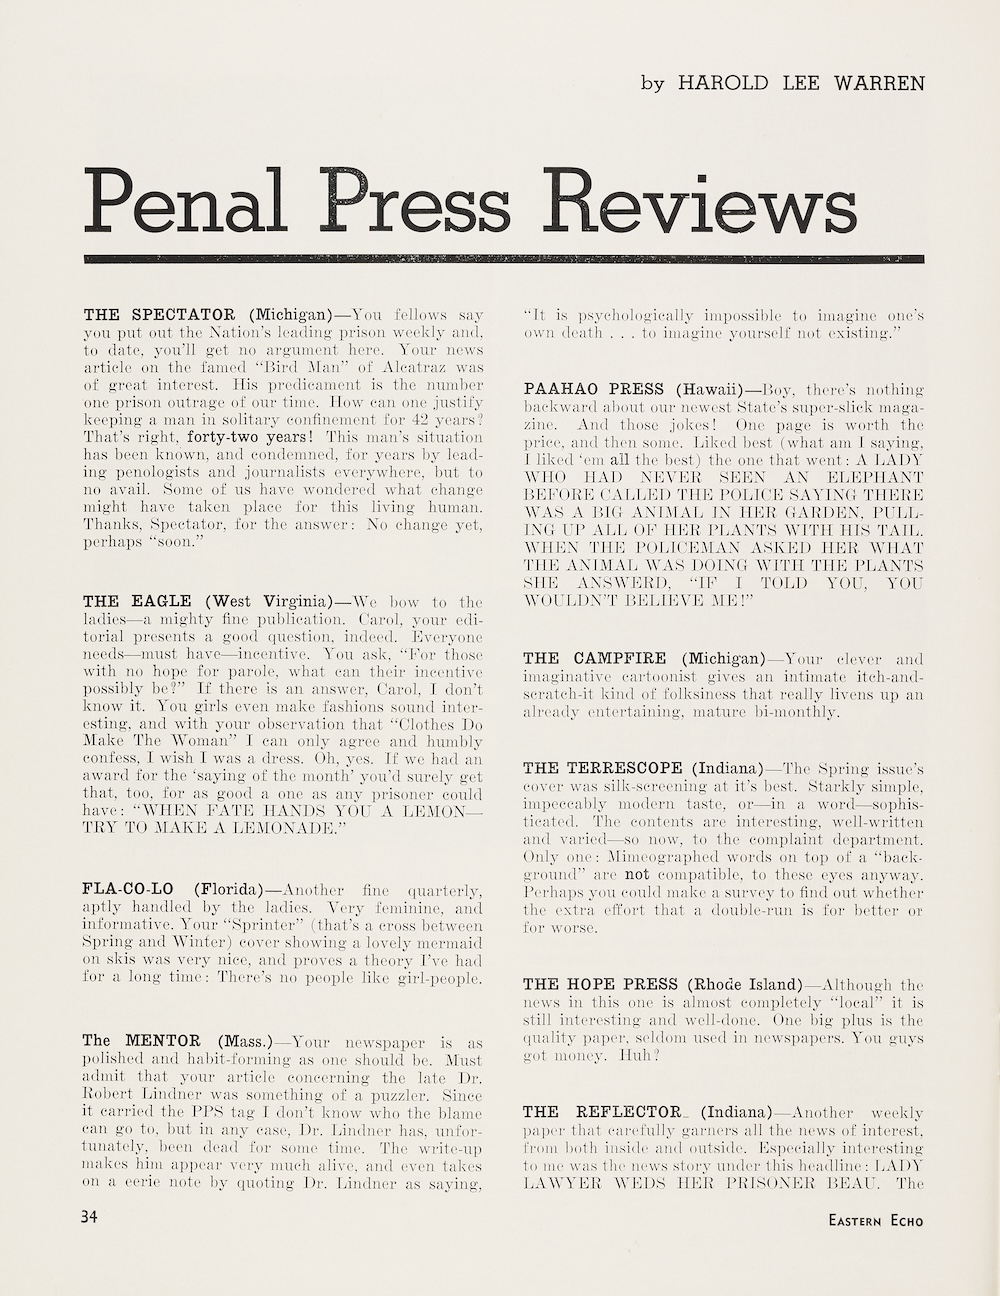 by HAROLD LEE WARREN
Penal Press Reviews
THE SPECTATOR (Michigan)—You fellows say
you put out the Nation's leading prison weekly and,
to date, you'll get no argument here. Your news
article on the famed "Bird Man" of Alcatraz was
of great interest. His predicament is the number
one prison outrage of our time. How can one justify
keeping a man in solitary confinement for 42 years?
That's right, forty-two years! This man's situation
has been known, and condemned, for years by lead-
ing penologists and journalists everywhere, but to
no avail. Some of us have wondered what change
might have taken place for this living human.
Thanks, Spectator, for the answer: No change yet,
perhaps "soon."
THE EAGLE (West Virginia)—We bow to the
ladies—a mighty fine publication. Carol, your edi-
torial presents a good question, indeed. Everyone
needs—must have—incentive. You ask, "For those
with no hope for parole, what can their incentive
possibly be?" If there is an answer, Carol, I don't
know it. You girls even make fashions sound inter-
esting, and with your observation that "Clothes Do
Make The Woman" I can only agree and humbly
confess, I wish I was a dress. Oh, yes. If we had an
award for the 'saying of the month' you'd surely get
that, too, for as good a one as any prisoner could
have: "WHEN FATE HANDS YOU A LEMON—
TRY TO MAKE A LEMONADE."
FLA-CO-LO (Florida)—Another fine quarterly,
aptly handled by the ladies. Very feminine, and
informative. Your "Sprinter" (that's a cross between
Spring and Winter) cover showing a lovely mermaid
on skis was very nice, and proves a theory I've had
for a long time: There's no people like girl-people.
The MENTOR (Mass.)—Your newspaper is as
polished and habit-forming as one should be. Must
admit that your article concerning the late Dr.
Robert Lindner was something of a puzzler. Since
it carried the PPS tag I don't know who the blame
can go to, but in any case, Dr. Lindner has, unfor-
tunately, been dead for some time. The write-up
makes him appear very much alive, and even takes
on a eerie note by quoting Dr. Lindner as saying,
"It is psychologically impossible to imagine one's
own death . . . to imagine yourself not existing."
PAAHAO PRESS (Hawaii)—Boy, there's nothing
backward about our newest State's super-slick maga-
zine. And those jokes! One page is worth the
price, and then some. Liked best (what am I saying,
I liked 'em all the best) the one that went: A LADY
WHO HAD NEVER SEEN AN ELEPHANT
BEFORE CALLED THE POLICE SAYING THERE
WAS A BIG ANIMAL IN HER GARDEN, PULL-
ING UP ALL OF HER PLANTS WITH HIS TAIL.
WHEN THE POLICEMAN ASKED HER WHAT
THE ANIMAL WAS DOING WITH THE PLANTS
SHE ANSWERD, "IF I TOLD YOU, YOU
WOULDN'T BELIEVE ME!"
THE CAMPFIRE (Michigan)—Your clever and
imaginative cartoonist gives an intimate itch-and-
scratch-it kind of folksiness that really livens up an
already entertaining, mature bi-monthly.
THE TERRESCOPE (Indiana)—The Spring issue's
cover was silk-screening at it's best. Starkly simple,
impeccably modern taste, or—in a word—sophis-
ticated. The contents are interesting, well-written
and varied—so now, to the complaint department.
Only one: Mimeographed words on top of a "back-
ground" are not compatible, to these eyes anyway.
Perhaps you could make a survey to find out whether
the extra effort that a double-run is for better or
for worse.
THE HOPE PRESS (Rhode Island)—Although the
news in this one is almost completely "local" it is
still interesting and well-done. One big plus is the
quality paper, seldom used in newspapers. You guys
got money. Huh?
THE REFLECTOR (Indiana)—Another weekly
paper that carefully garners all the news of interest,
from both inside and outside. Especially interesting
to me was the news story under this headline: LADY
LAWYER WEDS HER PRISONER BEAU. The
34
EASTERN ECHO